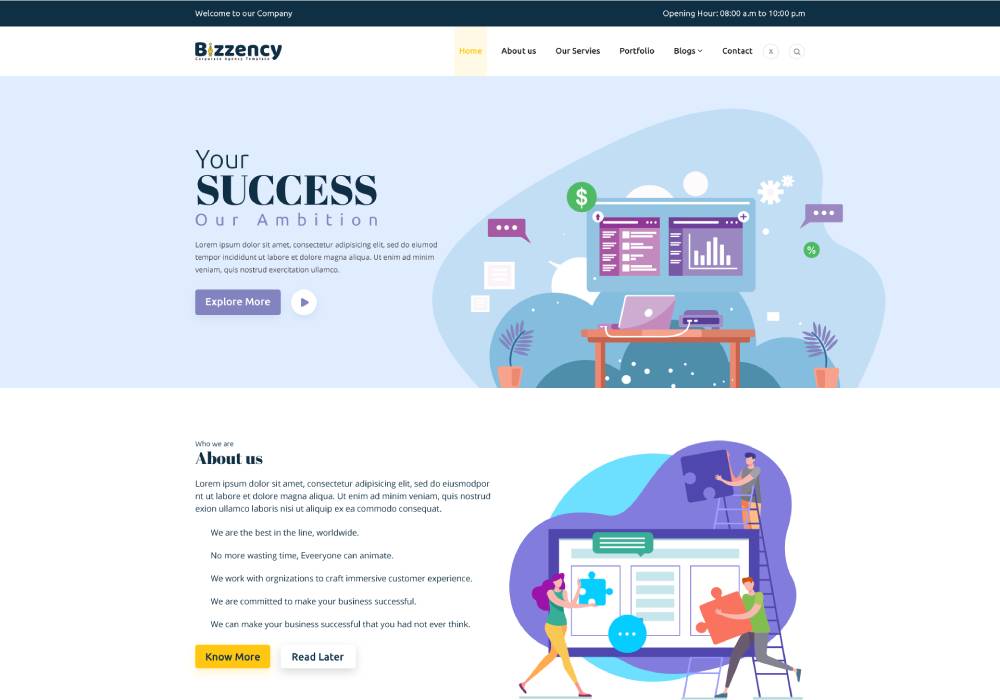 Welcome to our Company
Opening Hour: 08:00 a.m to 10:00 p.m
Bizzency
Corporate Agency Template
Home About us Our Servies Portfolio Blogs Contact
Your
SUCCESS
Our Ambition
Lorem ipsum dolor sit amet, consectetur adipisicing elit, sed do eiusmod
tempor incididunt ut labore et dolore magna aliqua. Ut enim ad minim
veniam, quis nostrud exercitation ullamco.
Explore More
$
%
Who we are
About us
Lorem ipsum dolor sit amet, consectetur adipisicing elit, sed do eiusmodpor
nt ut labore et dolore magna aliqua. Ut enim ad minim veniam, quis nostrud
exion ullamco laboris nisi ut aliquip ex ea commodo consequat.
We are the best in the line, worldwide.
No more wasting time, Eveeryone can animate.
We work with orgnizations to craft immersive customer experience.
We are committed to make your business successful.
We can make your business successful that you had not ever think.
Know More
Read Later